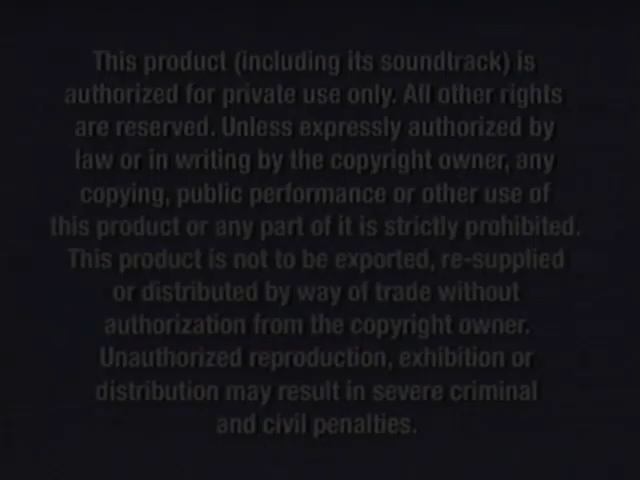 This product (including its soundtrack) is
authorized for private use only. All other rights
are reserved. Unless expressly authorized by
law or in writing by the copyright owner, any
copying, public performance or other use of
this product or any part of it is strictly prohibited.
This product is not to be exported, re-supplied
or distributed by way of trade without
authorization from the copyright owner.
Unauthorized reproduction, exhibition or
distribution may result in severe criminal
and civil penalties.